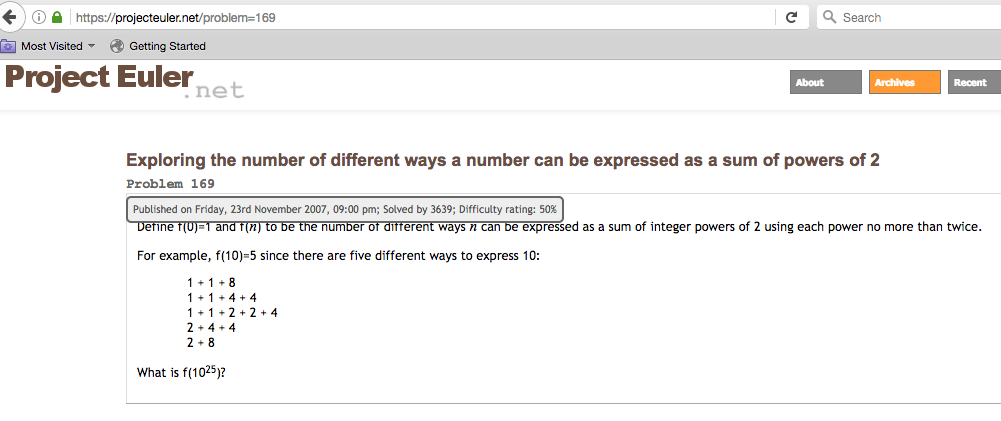 https://projecteuler.net/problem=169
Search
Most Visited
Getting Started
Project Euler
.net
About
Archives
Recent
Exploring the number of different ways a number can be expressed as a sum of powers of 2
Problem 169
Published on Friday, 23rd November 2007, 09:00 pm; Solved by 3639; Difficulty rating: 50%
Define f(0)=1 and f(n) to be the number of different ways n can be expressed as a sum of integer powers of 2 using each power no more than twice.
For example, f(10)=5 since there are five different ways to express 10:
1 + 1 + 8
1 + 1 + 4 + 4
1 + 1 + 2 + 2 + 4
2 + 4 + 4
2 + 8
What is f(10²⁵)?